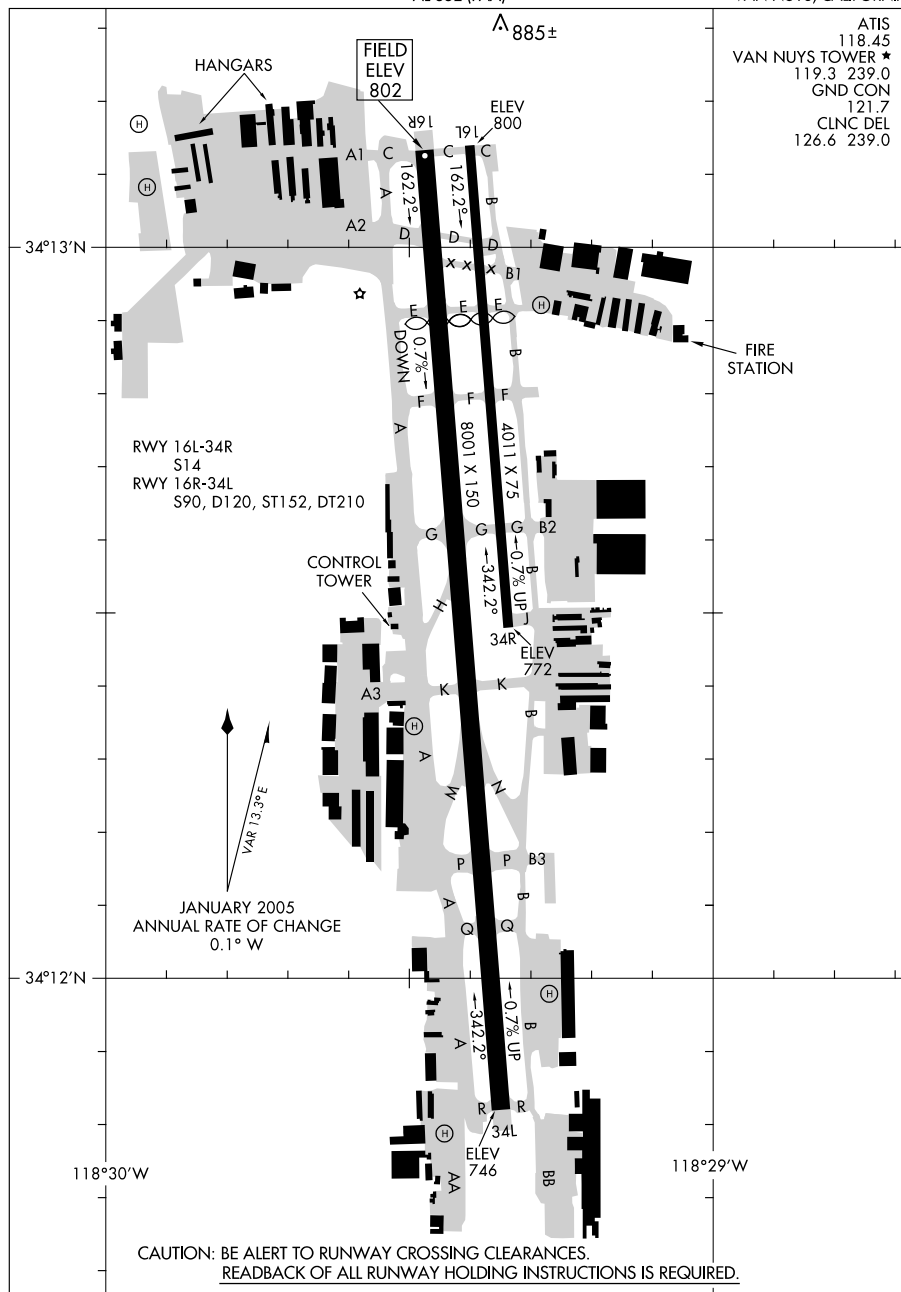 885±
ATIS
118.45
VAN NUYS TOWER ★
119.3 239.0
GND CON
121.7
CLNC DEL
126.6 239.0
HANGARS
FIELD
ELEV
802
16R
16L
ELEV
800
H
H
A1
C
C
C
A
162.2°
162.2°
B
A2
D
D
D
34°13'N
X X X
B1
E
E
E
H
0.7%
DOWN
B
FIRE
STATION
F
F
F
A
8001 X 150
4011 X 75
RWY 16L-34R
S14
RWY 16R-34L
S90, D120, ST152, DT210
G
G
G
B2
CONTROL
TOWER
342.2°
0.7% UP
B
H
J
34R
ELEV
772
A3
K
K
B
H
A
VAR 13.3°E
M
N
P
P
B3
A
B
JANUARY 2005
ANNUAL RATE OF CHANGE
0.1° W
Q
Q
34°12'N
H
342.2°
0.7% UP
A
B
R
R
34L
H
ELEV
746
118°30'W
118°29'W
AA
BB
CAUTION: BE ALERT TO RUNWAY CROSSING CLEARANCES.
READBACK OF ALL RUNWAY HOLDING INSTRUCTIONS IS REQUIRED.